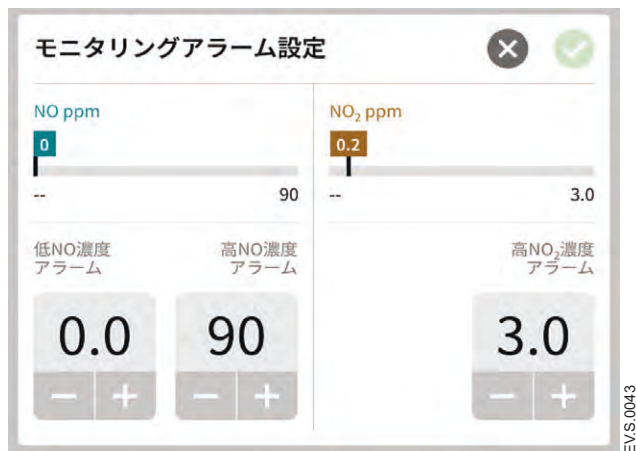 モニタリングアラーム設定
NO ppm
0
--
90
NO₂ ppm
0.2
--
3.0
低NO濃度
アラーム
高NO濃度
アラーム
高NO₂濃度
アラーム
0.0
90
3.0
− +
− +
− +
EV.S.0043